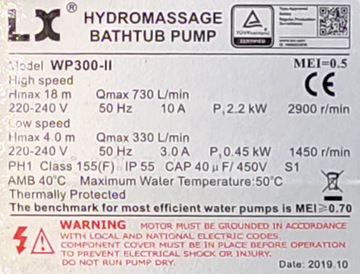 LX HYDROMASSAGE
BATHTUB PUMP
Model WP300-II MEI=0.5
High speed
Hmax 18 m Qmax 730 L/min
220-240 V 50 Hz 10 A P₂ 2.2 kW 2900 r/min
Low speed
Hmax 4.0 m Qmax 330 L/min
220-240 V 50 Hz 3.0 A P₂ 0.45 kW 1450 r/min
PH1 Class 155(F) IP 55 CAP 40 μF/ 450V S1
AMB 40°C Maximum Water Temperature:50°C
Thermally Protected
The benchmark for most efficient water pumps is MEI≥0.70
WARNING MOTOR MUST BE GROUNDED IN ACCORDANCE
WITH LOCAL AND NATIONAL ELECTRIC CODES.
COMPONENT COVER MUST BE IN PLACE DURING OPERATION
TO PREVENT ELECTRICAL SHOCK OR INJURY.
DO NOT RUN PUMP DRY. Date: 2019.10